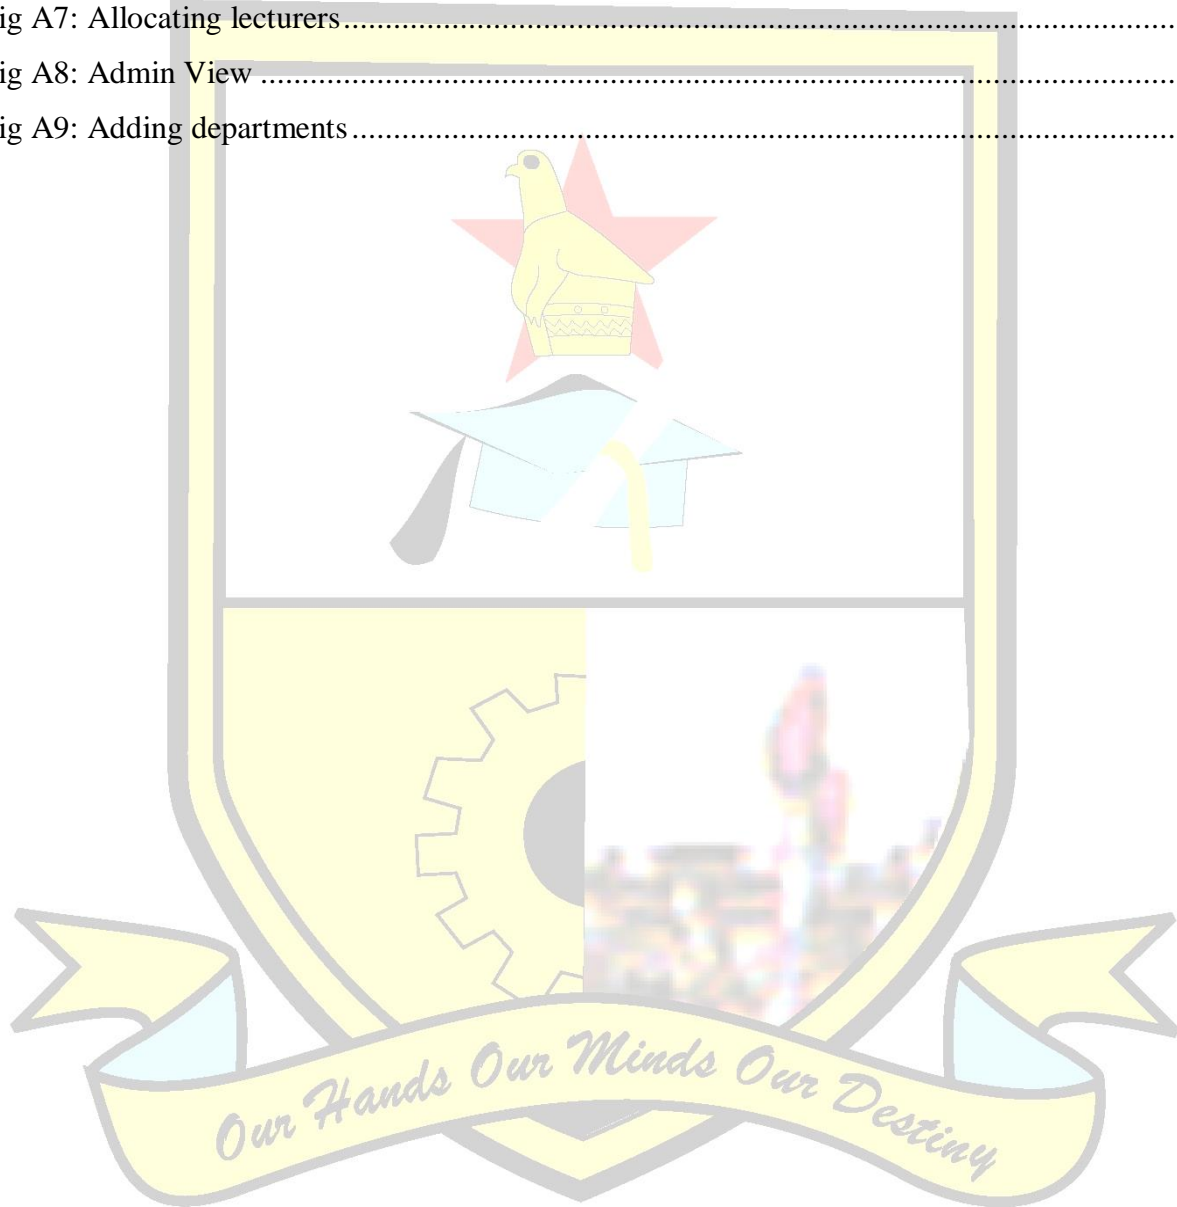 ig A7: Allocating lecturers....................................................................................................
ig A8: Admin View ..............................................................................................................
ig A9: Adding departments...................................................................................................
Our Hands Our Minds Our Destiny